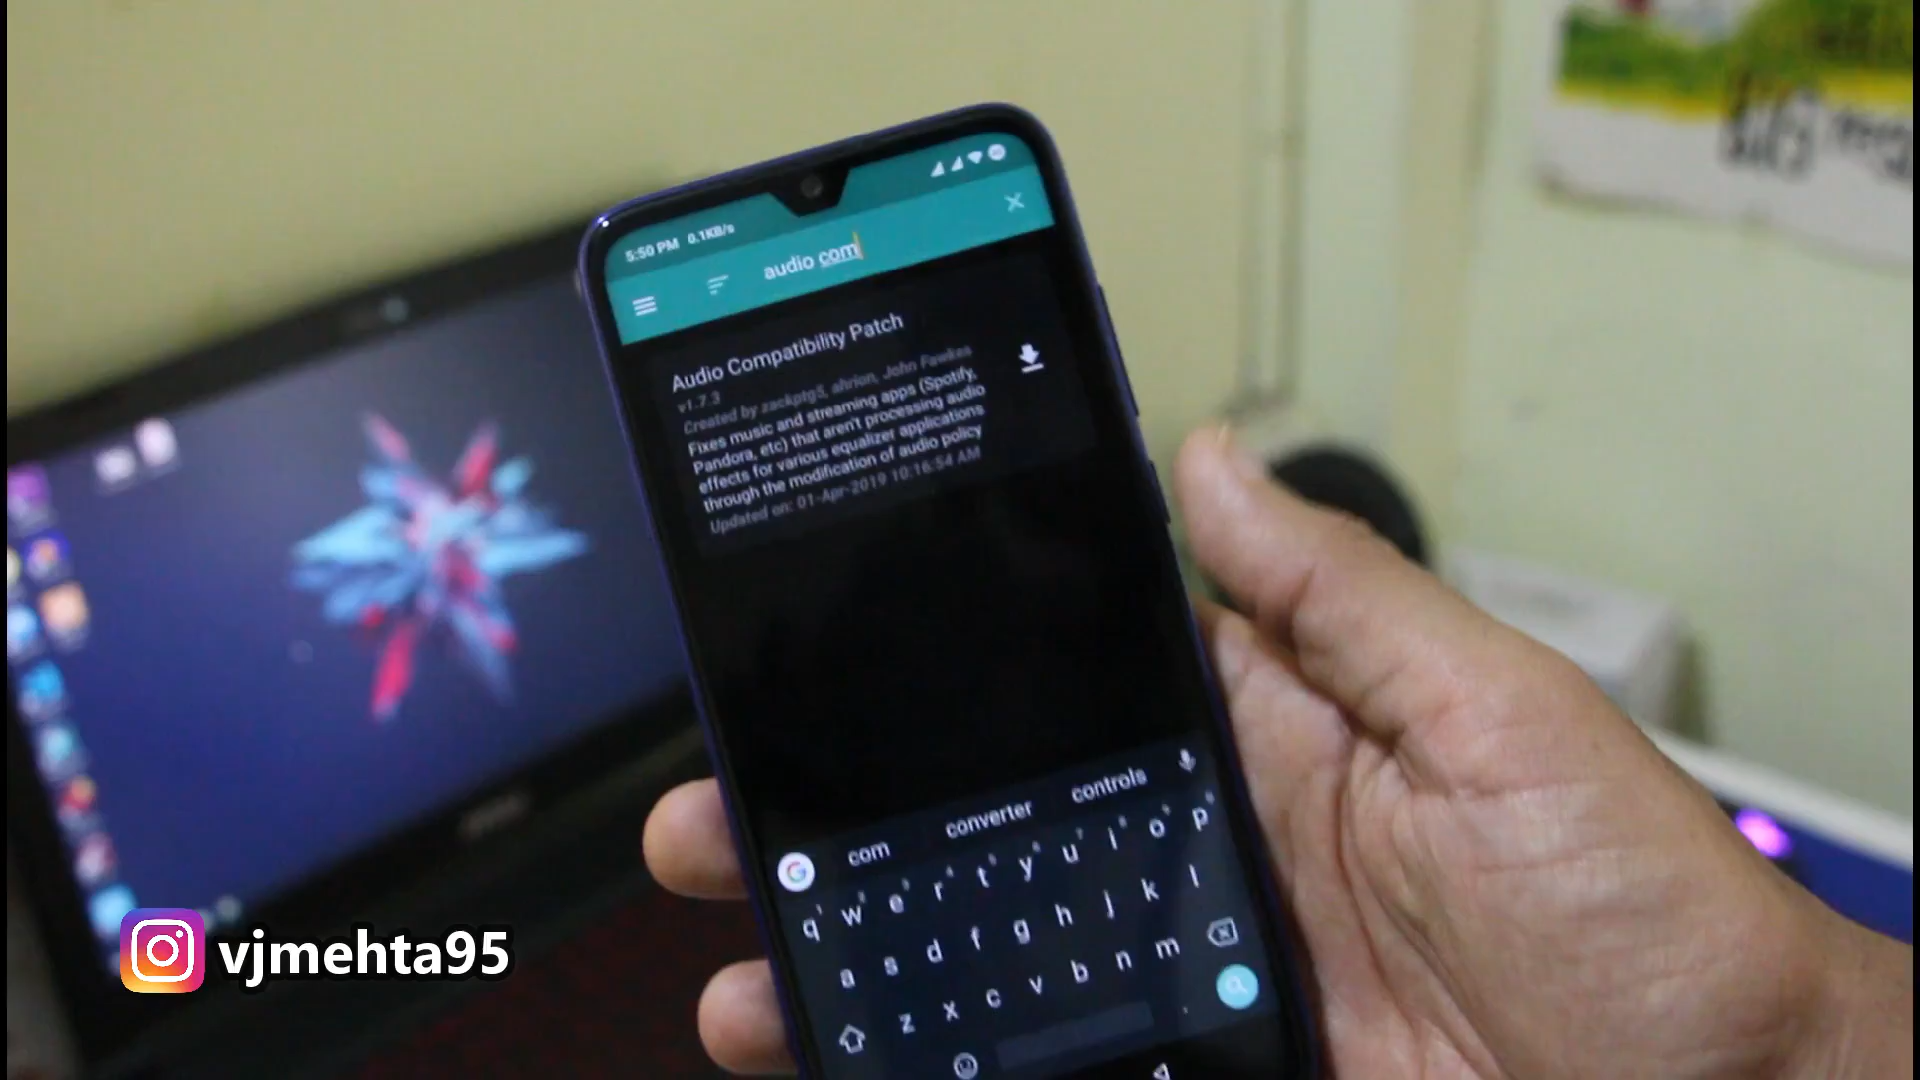 5:50 PM 0.1KB/s
audio com
Audio Compatibility Patch
v1.7.3
Created by zackptg5, ahrion, John Fawkes
Fixes music and streaming apps (Spotify,
Pandora, etc) that aren't processing audio
effects for various equalizer applications
through the modification of audio policy
Updated on: 01-Apr-2019 10:16:54 AM
com converter controls
q w e r t y u i o p
a s d f g h j k l
z x c v b n m
vjmehta95